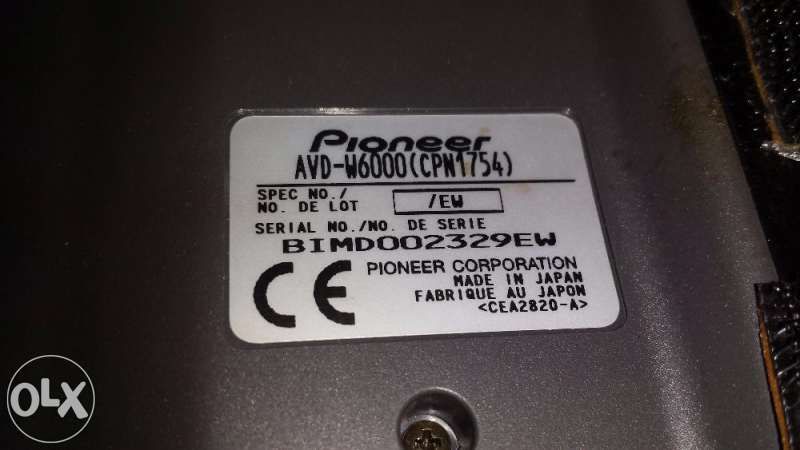 Pioneer
AVD-W6000(CPN1754)
SPEC NO./
NO. DE LOT
/EW
SERIAL NO./NO. DE SERIE
BIMD002329EW
CE
PIONEER CORPORATION
MADE IN JAPAN
FABRIQUE AU JAPON
<CEA2820-A>
OLX